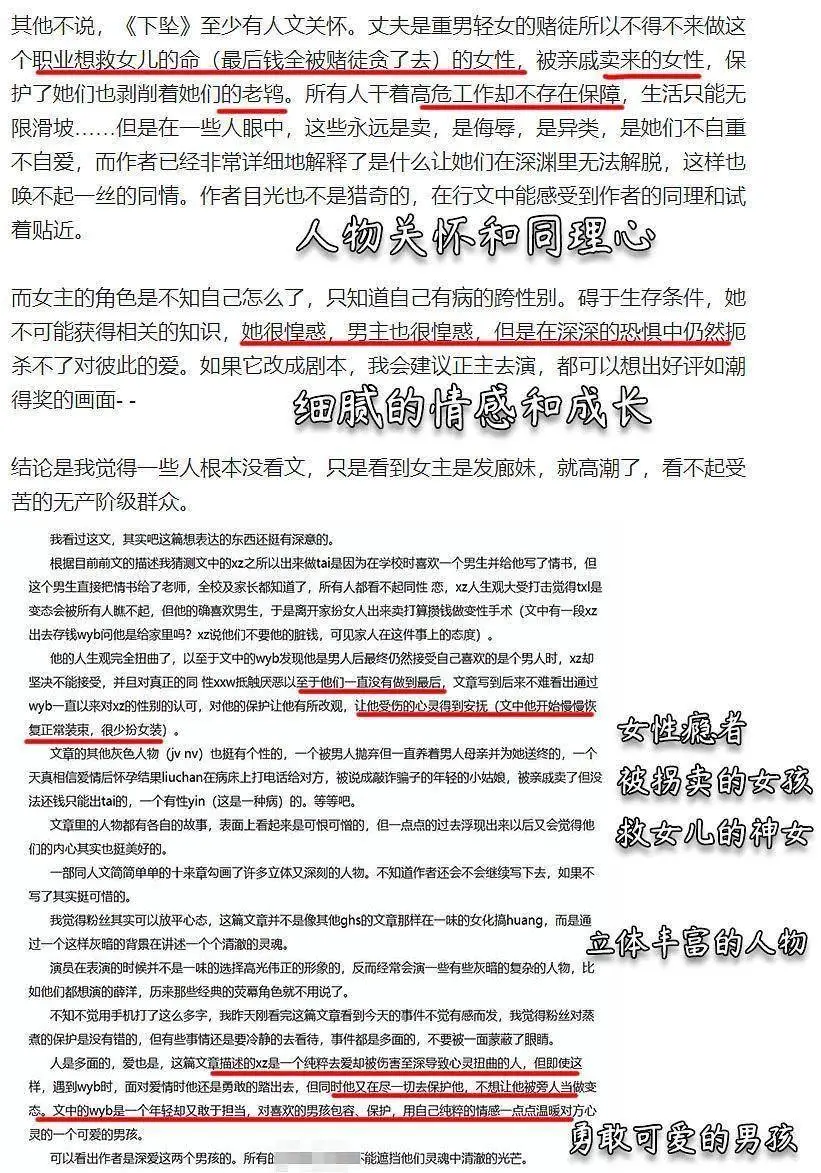 其他不说，《下坠》至少有人文关怀。丈夫是重男轻女的赌徒所以不得不来做这
个职业想救女儿的命（最后钱全被赌徒贪了去）的女性，被亲戚卖来的女性，保
护了她们也剥削着她们的老鸨。所有人干着高危工作却不存在保障，生活只能无
限滑坡……但是在一些人眼中，这些永远是卖，是侮辱，是异类，是她们不自重
不自爱，而作者已经非常详细地解释了是什么让她们在深渊里无法解脱，这样也
唤不起一丝的同情。作者目光也不是猎奇的，在行文中能感受到作者的同理和试
着贴近。
人物关怀和同理心
而女主的角色是不知自己怎么了，只知道自己有病的跨性别。碍于生存条件，她
不可能获得相关的知识，她很惶惑，男主也很惶惑，但是在深深的恐惧中仍然扼
杀不了对彼此的爱。如果它改成剧本，我会建议正主去演，都可以想出好评如潮
得奖的画面- -
细腻的情感和成长
结论是我觉得一些人根本没看文，只是看到女主是发廊妹，就高潮了，看不起受
苦的无产阶级群众。
我看过这文，其实吧这篇想表达的东西还挺有深意的。
根据目前前文的描述我猜测文中的xz之所以出来做tai是因为在学校时喜欢一个男生并给他写了情书，但
这个男生直接把情书给了老师，全校及家长都知道了，所有人都看不起同性 恋，xz人生观大受打击觉得txl是
变态会被所有人瞧不起，但他的确喜欢男生，于是离开家扮女人出来卖打算攒钱做变性手术（文中有一段xz
出去存钱wyb问他是给家里吗？xz说他们不要他的脏钱，可见家人在这件事上的态度）。
他的人生观完全扭曲了，以至于文中的wyb发现他是男人后最终仍然接受自己喜欢的是个男人时，xz却
坚决不能接受，并且对真正的同 性xxw抵触厌恶以至于他们一直没有做到最后，文章写到后来不难看出通过
wyb一直以来对xz的性别的认可，对他的保护让他有所改观，让他受伤的心灵得到安抚（文中他开始慢慢恢
复正常装束，很少扮女装）。
女性瘾者
文章的其他灰色人物（jv nv）也挺有个性的，一个被男人抛弃但一直养着男人母亲并为她送终的，一个
天真相信爱情后怀孕结果liuchan在病床上打电话给对方，被说成敲诈骗子的年轻的小姑娘，被亲戚卖了但没
法还钱只能出tai的，一个有性yin（这是一种病）的。等等吧。
被拐卖的女孩
救女儿的神女
文章里的人物都有各自的故事，表面上看起来是可恨可憎的，但一点点的过去浮现出来以后又会觉得他
们的内心其实也挺美好的。
一部同人文简简单单的十来章勾画了许多立体又深刻的人物。不知道作者还会不会继续写下去，如果不
写了其实挺可惜的。
我觉得粉丝其实可以放平心态，这篇文章并不是像其他ghs的文章那样在一味的女化搞huang，而是通
过一个这样灰暗的背景在讲述一个个清澈的灵魂。
立体丰富的人物
演员在表演的时候并不是一味的选择高光伟正的形象的，反而经常会演一些有些灰暗的复杂的人物，比
如他们都想演的薛洋，历来那些经典的荧幕角色就不用说了。
不知不觉用手机打了这么多字，我昨天刚看完这篇文章看到今天的事件不觉有感而发，我觉得粉丝对蒸
煮的保护是没有错的，但有些事情还是要冷静的去看待，事件都是多面的，不要被一面蒙蔽了眼睛。
人是多面的，爱也是，这篇文章描述的xz是一个纯粹去爱却被伤害至深导致心灵扭曲的人，但即使这
样，遇到wyb时，面对爱情时他还是勇敢的踏出去，但同时他又在尽一切去保护他，不想让他被旁人当做变
态。文中的wyb是一个年轻却又敢于担当，对喜欢的男孩包容、保护，用自己纯粹的情感一点点温暖对方心
灵的一个可爱的男孩。
勇敢可爱的男孩
可以看出作者是深爱这两个男孩的。所有的
不能遮挡他们灵魂中清澈的光芒。